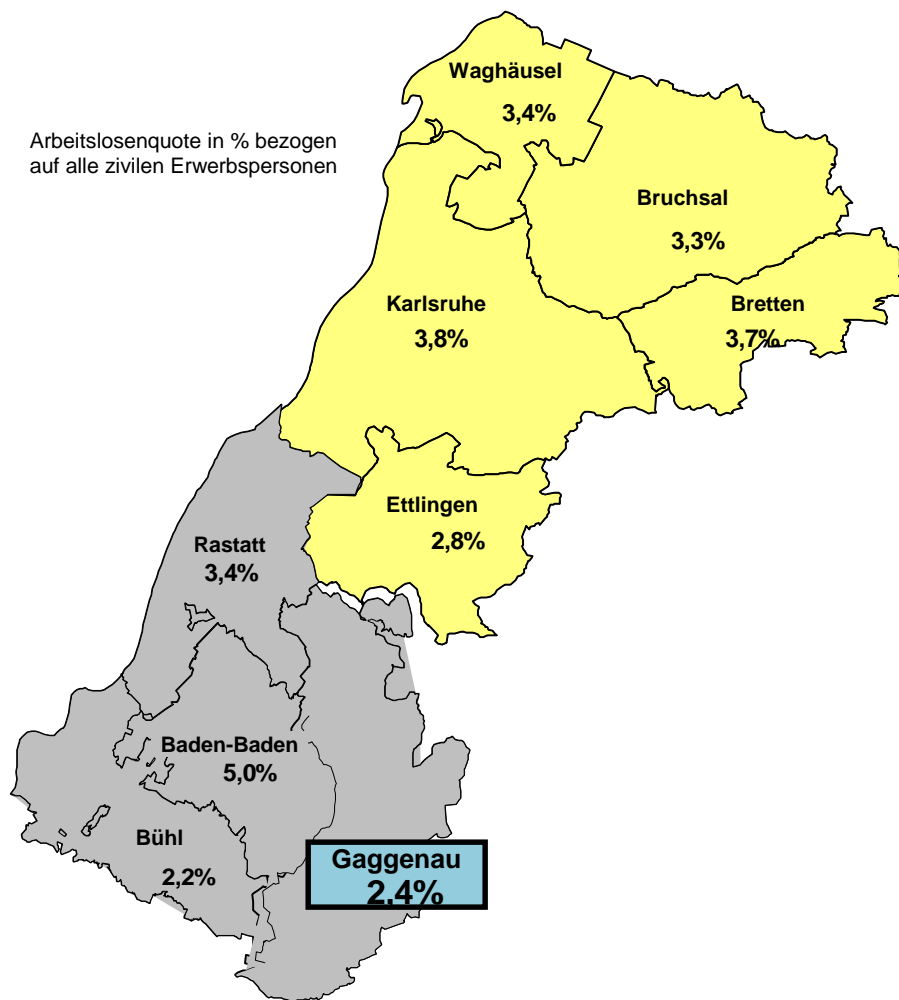 Waghäusel
3,4%
Arbeitslosenquote in % bezogen
auf alle zivilen Erwerbspersonen
Bruchsal
3,3%
Karlsruhe
3,8%
Bretten
3,7%
Ettlingen
2,8%
Rastatt
3,4%
Baden-Baden
5,0%
Bühl
2,2%
Gaggenau
2,4%